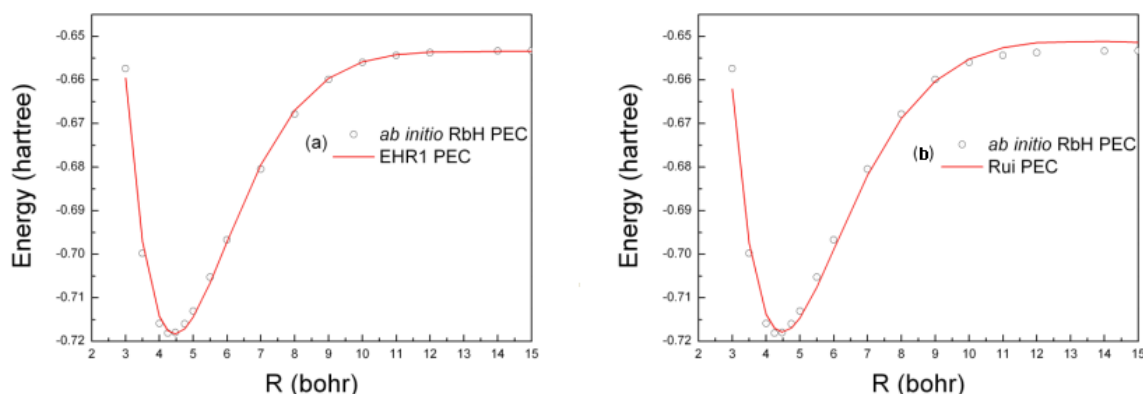 -0.65
-0.66
-0.67
-0.68
-0.69
-0.70
-0.71
-0.72
Energy (hartree)
(a)
ab initio RbH PEC
EHR1 PEC
2 3 4 5 6 7 8 9 10 11 12 13 14 15
R (bohr)
-0.65
-0.66
-0.67
-0.68
-0.69
-0.70
-0.71
-0.72
Energy (hartree)
(b)
ab initio RbH PEC
Rui PEC
2 3 4 5 6 7 8 9 10 11 12 13 14 15
R (bohr)